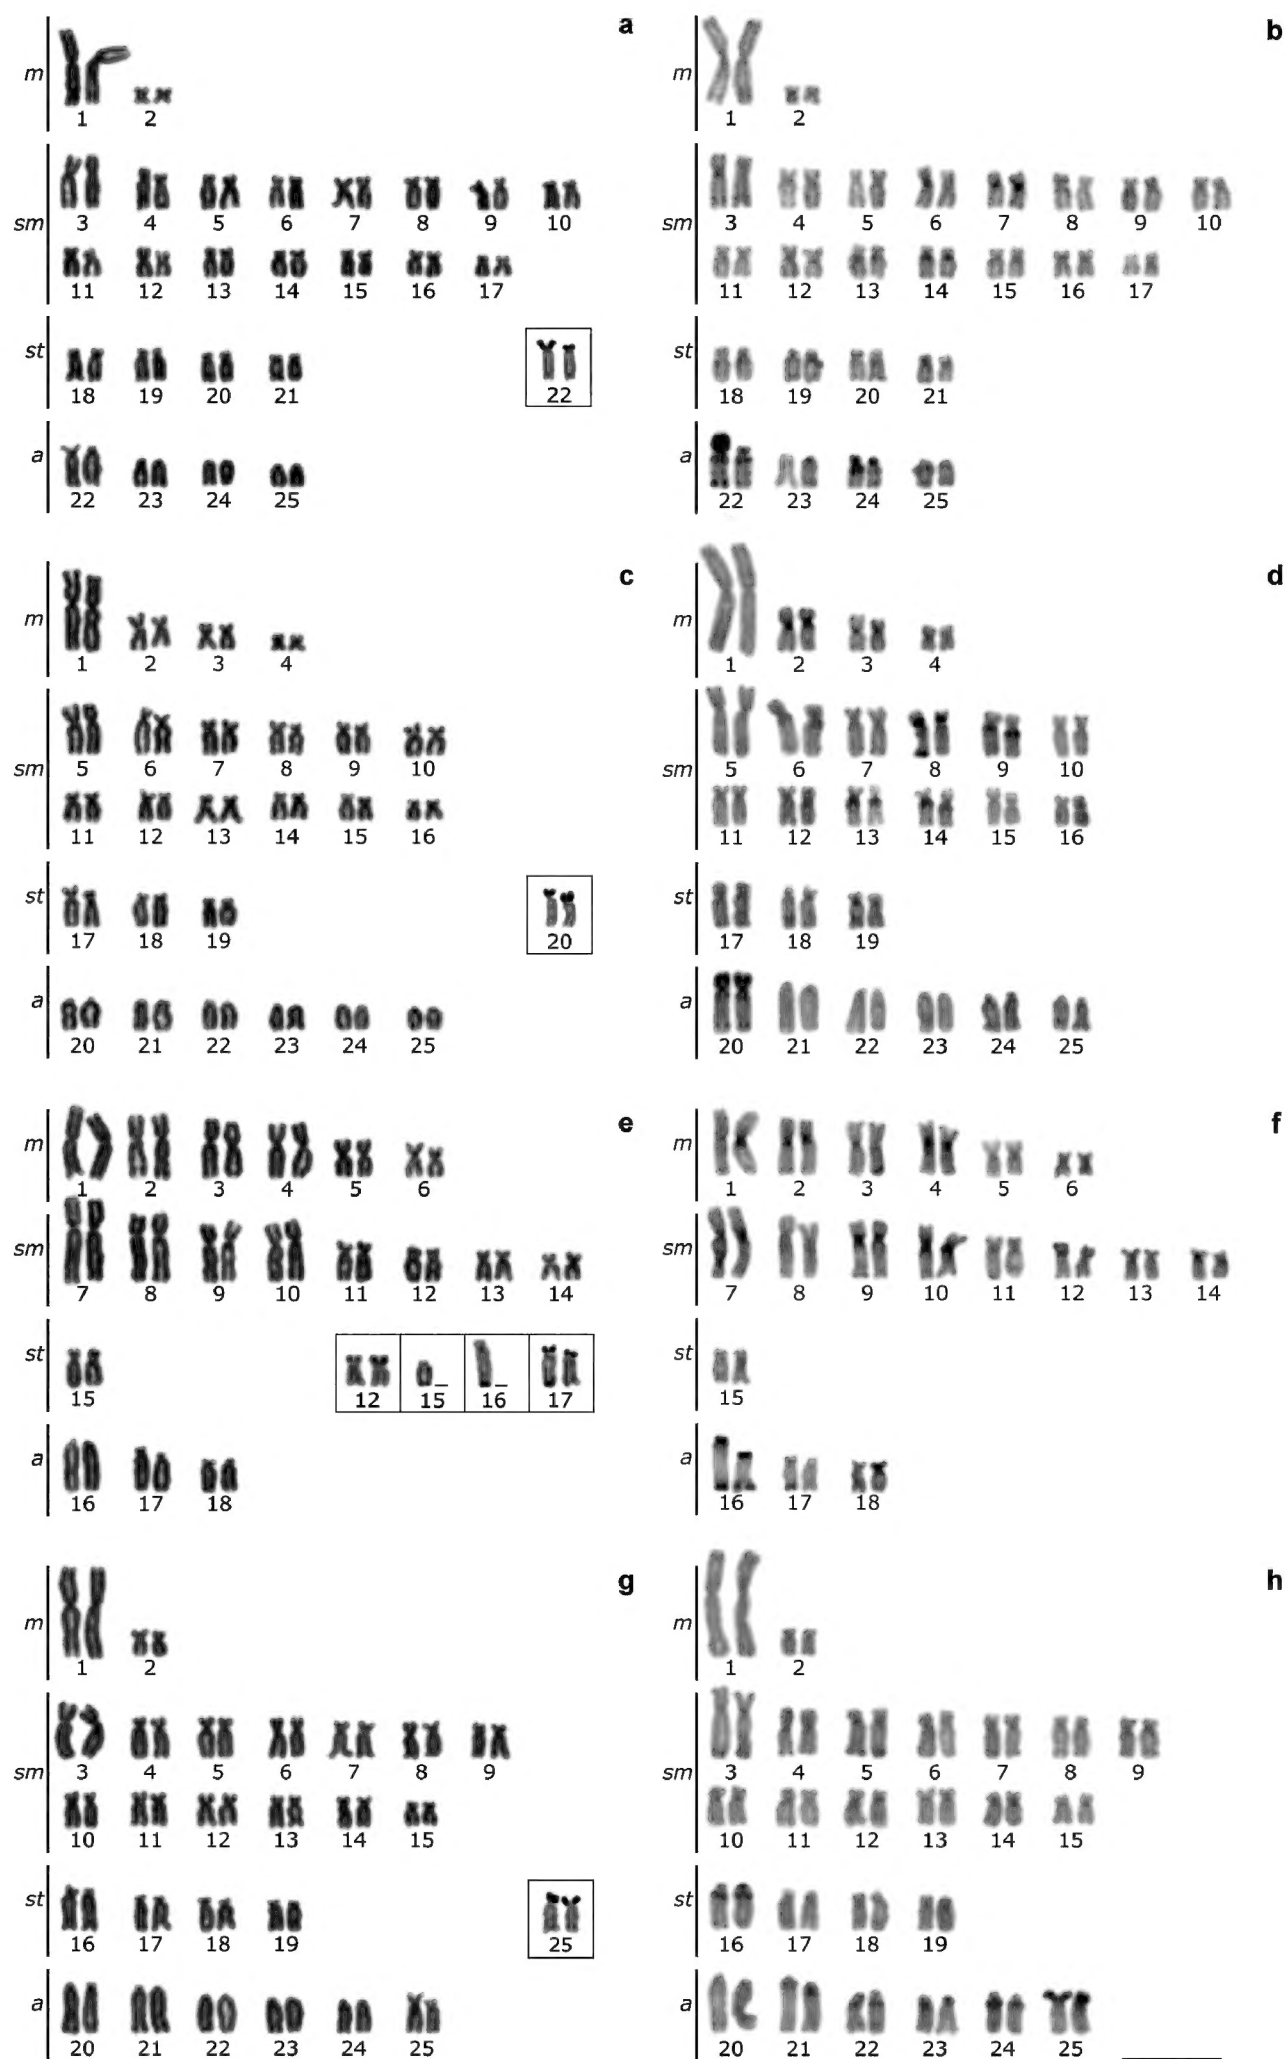 a
m
1 2
sm
3 4 5 6 7 8 9 10
11 12 13 14 15 16 17
st
18 19 20 21
22
a
22 23 24 25
b
m
1 2
sm
3 4 5 6 7 8 9 10
11 12 13 14 15 16 17
st
18 19 20 21
a
22 23 24 25
c
m
1 2 3 4
sm
5 6 7 8 9 10
11 12 13 14 15 16
st
17 18 19
20
a
20 21 22 23 24 25
d
m
1 2 3 4
sm
5 6 7 8 9 10
11 12 13 14 15 16
st
17 18 19
a
20 21 22 23 24 25
e
m
1 2 3 4 5 6
sm
7 8 9 10 11 12 13 14
st
15
12 15 16 17
a
16 17 18
f
m
1 2 3 4 5 6
sm
7 8 9 10 11 12 13 14
st
15
a
16 17 18
g
m
1 2
sm
3 4 5 6 7 8 9
10 11 12 13 14 15
st
16 17 18 19
25
a
20 21 22 23 24 25
h
m
1 2
sm
3 4 5 6 7 8 9
10 11 12 13 14 15
st
16 17 18 19
a
20 21 22 23 24 25